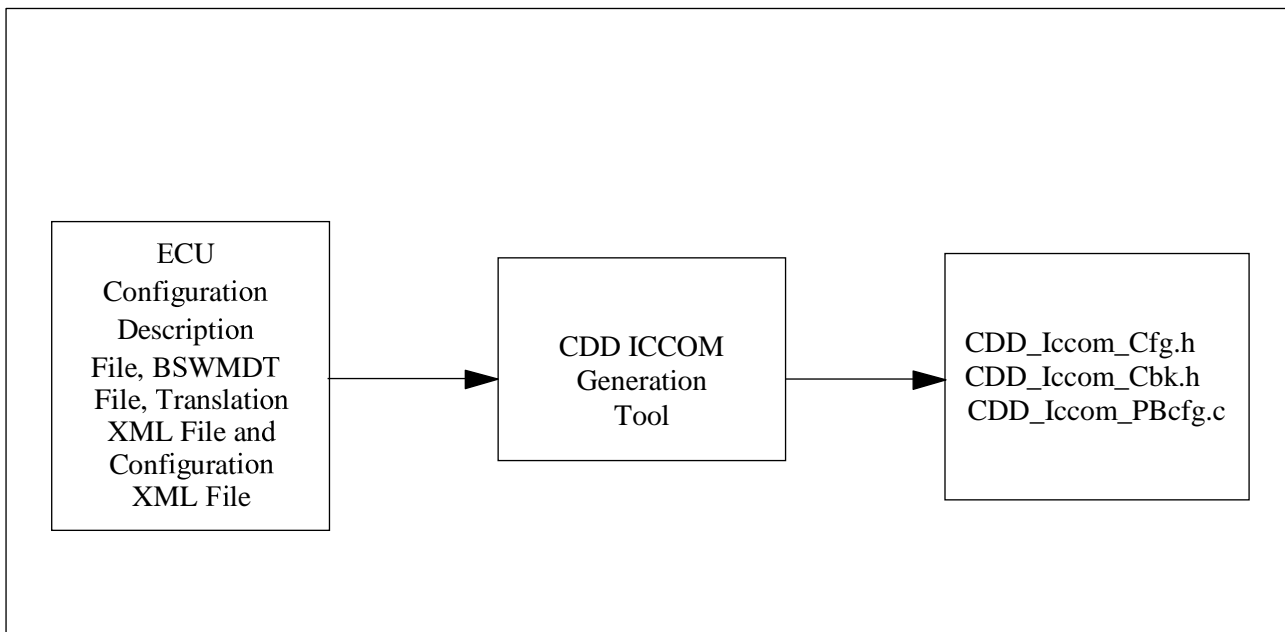 ECU
Configuration
Description
File, BSWMDT
File, Translation
XML File and
Configuration
XML File
CDD ICCOM
Generation
Tool
CDD_Iccom_Cfg.h
CDD_Iccom_Cbk.h
CDD_Iccom_PBcfg.c